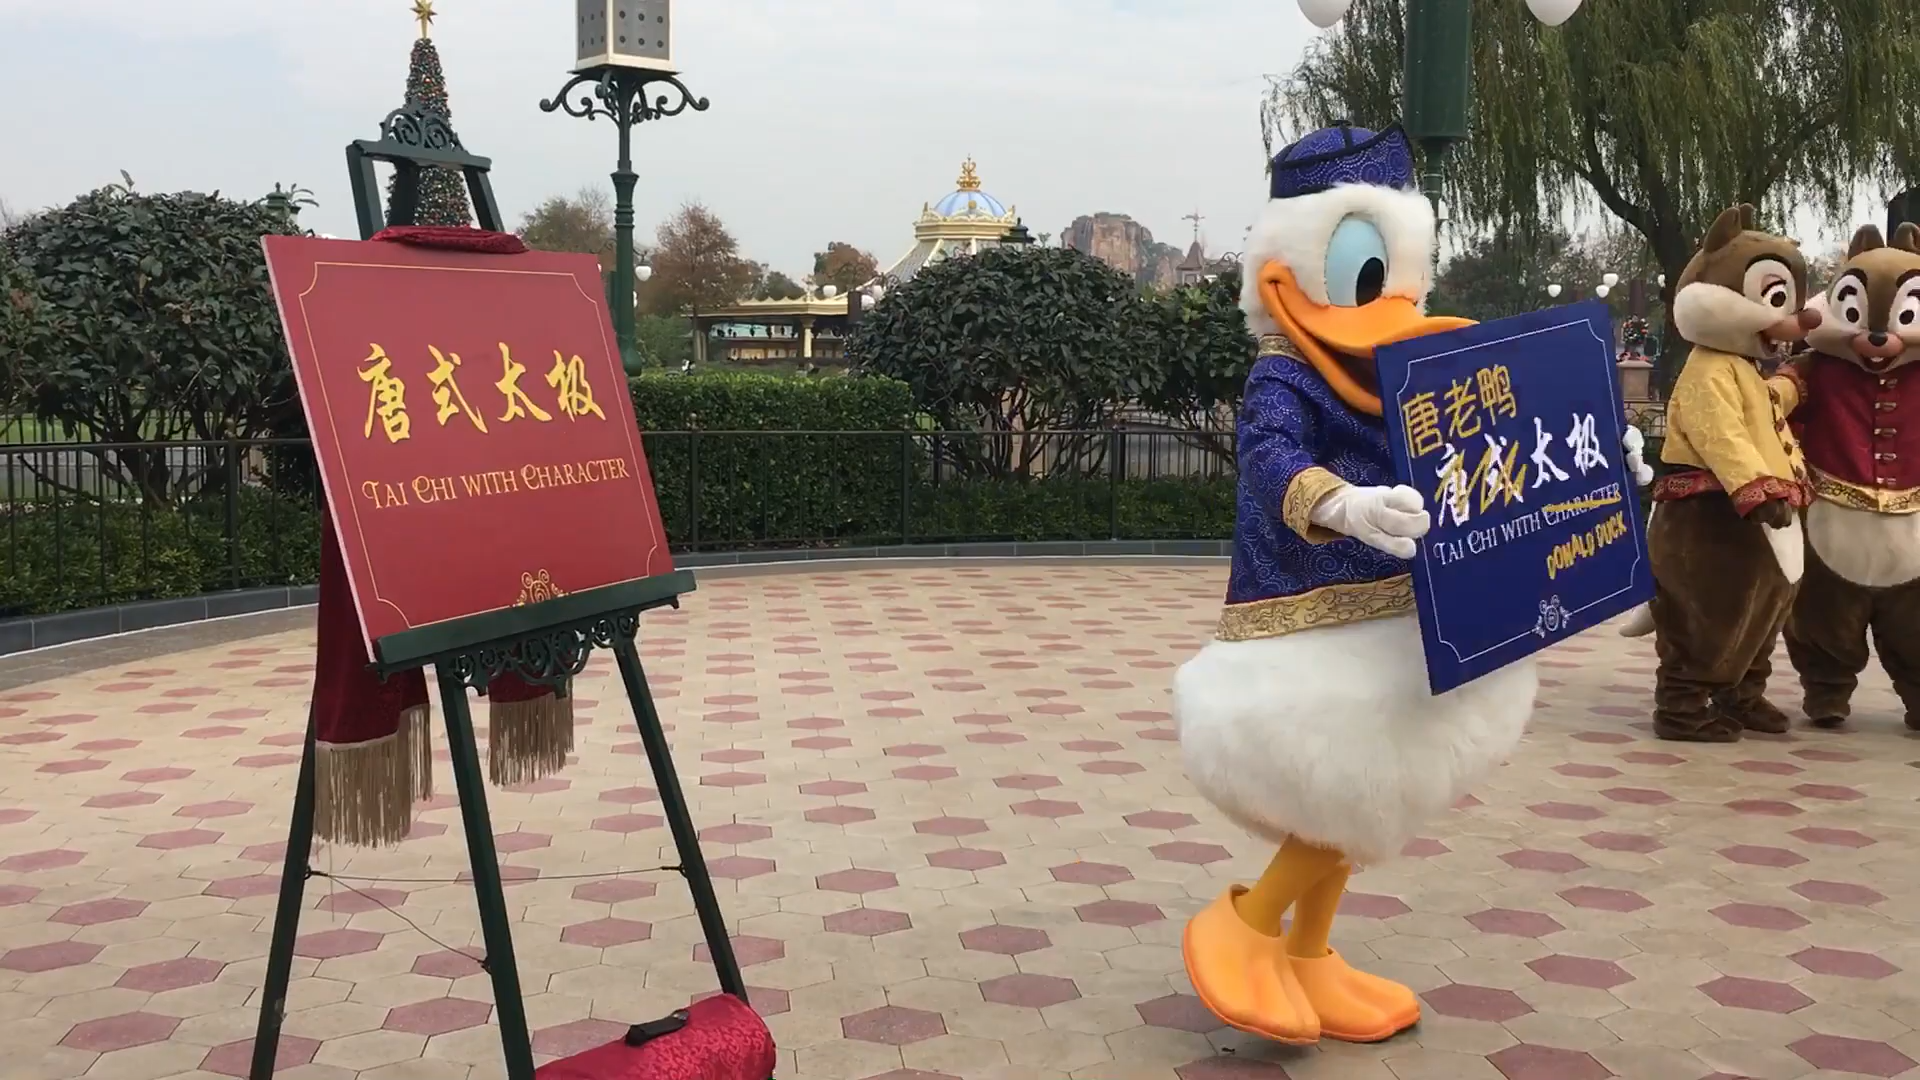 唐式太极
TAI CHI WITH CHARACTER
唐老鸭
唐式太极
TAI CHI WITH CHARACTER
DONALD DUCK